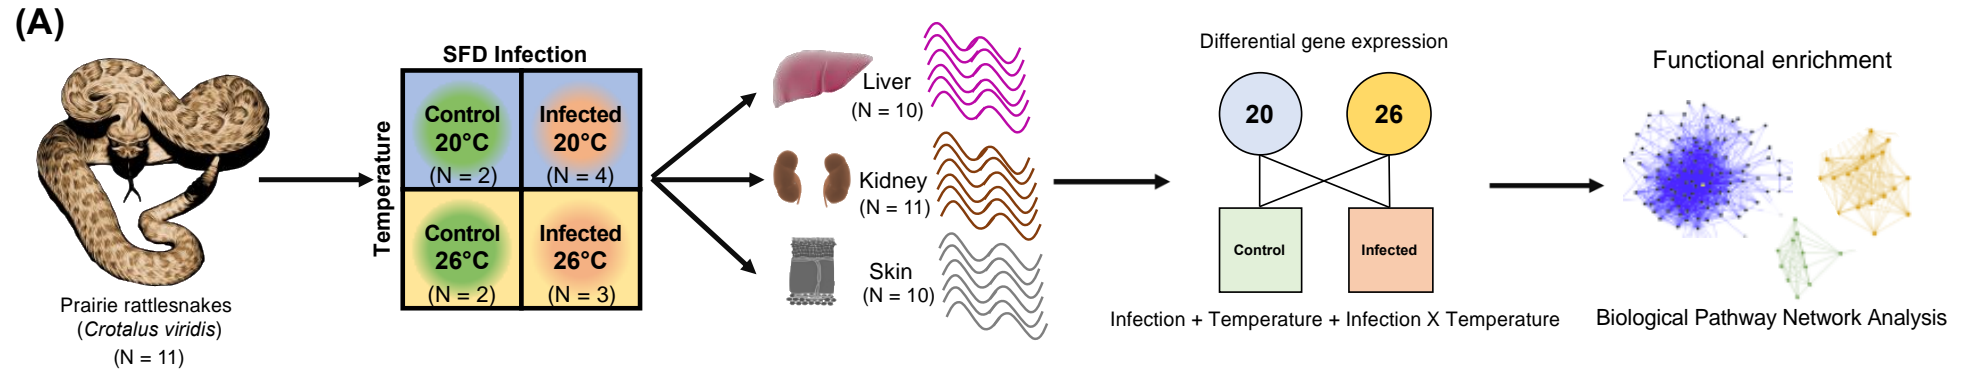 (A)
Prairie rattlesnakes
(Crotalus viridis)
(N = 11)
SFD Infection
Temperature
Control
20°C
(N = 2)
Infected
20°C
(N = 4)
Control
26°C
(N = 2)
Infected
26°C
(N = 3)
Liver
(N = 10)
Kidney
(N = 11)
Skin
(N = 10)
Differential gene expression
20
26
Control
Infected
Infection + Temperature + Infection X Temperature
Functional enrichment
Biological Pathway Network Analysis